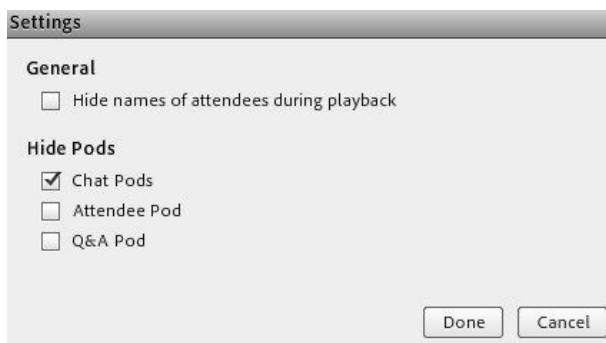 Settings
General
Hide names of attendees during playback
Hide Pods
Chat Pods
Attendee Pod
Q&A Pod
Done Cancel